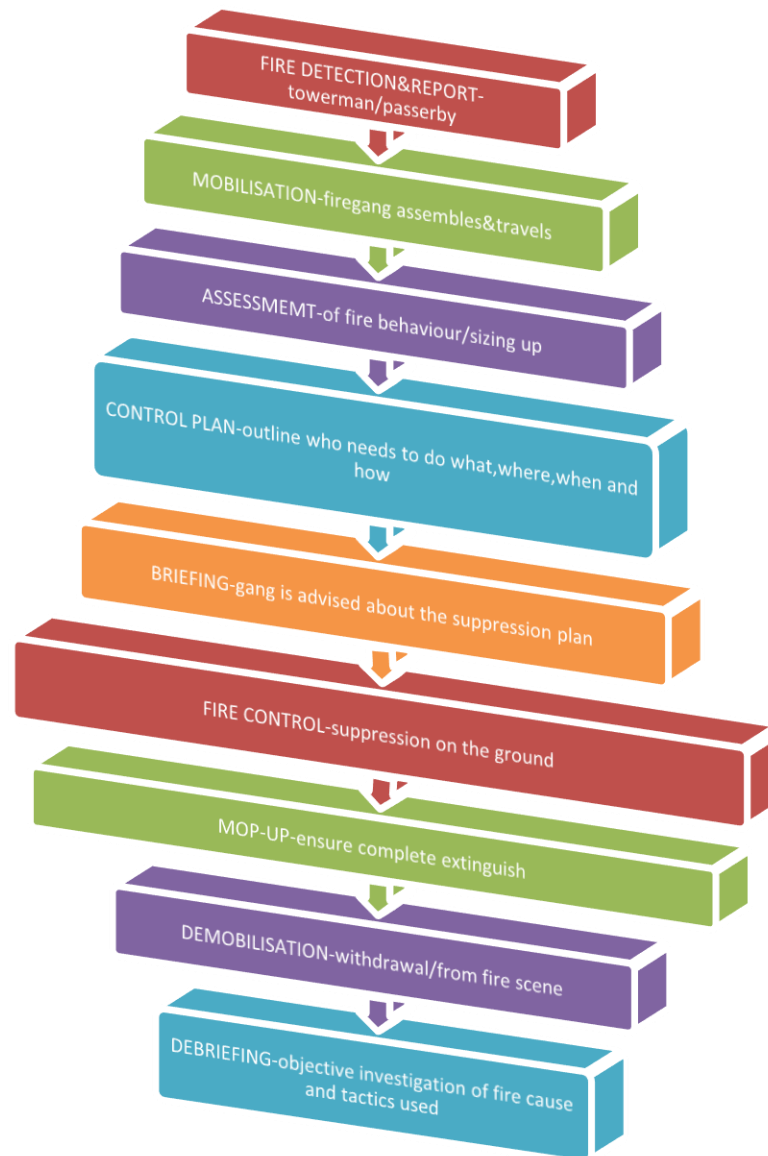 FIRE DETECTION&REPORT-
towerman/passerby
MOBILISATION-firegang assembles&travels
ASSESSMEMT-of fire behaviour/sizing up
CONTROL PLAN-outline who needs to do what,where,when and
how
BRIEFING-gang is advised about the suppression plan
FIRE CONTROL-suppression on the ground
MOP-UP-ensure complete extinguish
DEMOBILISATION-withdrawal/from fire scene
DEBRIEFING-objective investigation of fire cause
and tactics used